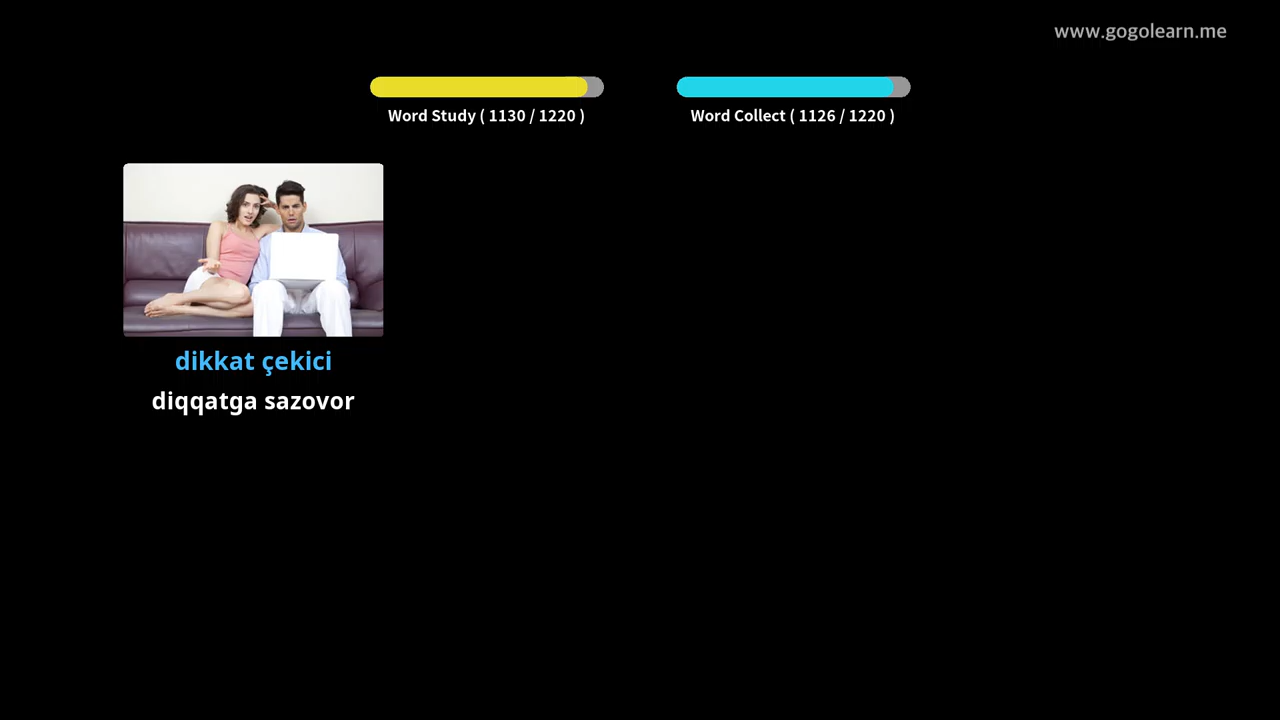 www.gogolearn.me
Word Study ( 1130 / 1220 )
Word Collect ( 1126 / 1220 )
dikkat çekici
diqqatga sazovor